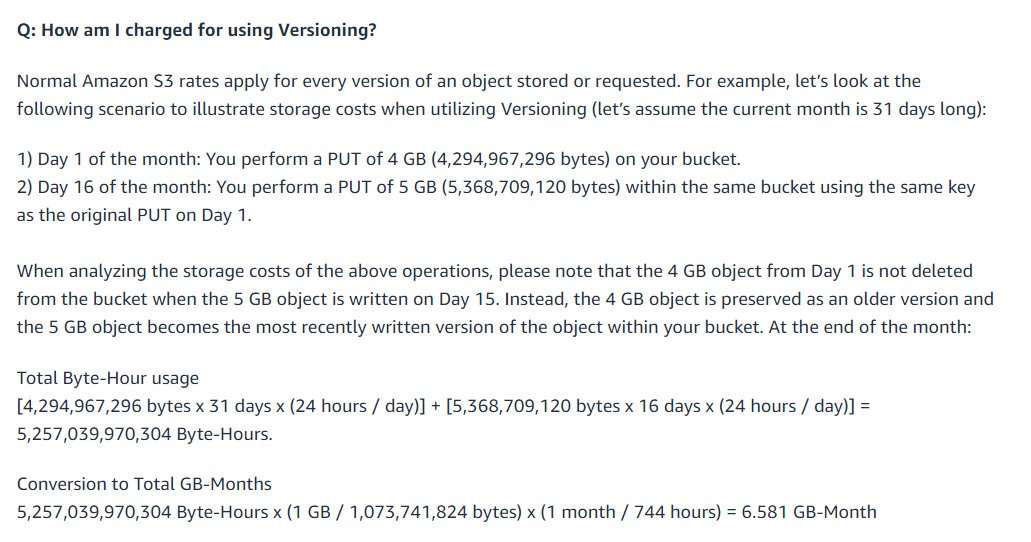 Q: How am I charged for using Versioning?
Normal Amazon S3 rates apply for every version of an object stored or requested. For example, let’s look at the
following scenario to illustrate storage costs when utilizing Versioning (let’s assume the current month is 31 days long):
1) Day 1 of the month: You perform a PUT of 4 GB (4,294,967,296 bytes) on your bucket.
2) Day 16 of the month: You perform a PUT of 5 GB (5,368,709,120 bytes) within the same bucket using the same key
as the original PUT on Day 1.
When analyzing the storage costs of the above operations, please note that the 4 GB object from Day 1 is not deleted
from the bucket when the 5 GB object is written on Day 15. Instead, the 4 GB object is preserved as an older version and
the 5 GB object becomes the most recently written version of the object within your bucket. At the end of the month:
Total Byte-Hour usage
[4,294,967,296 bytes x 31 days x (24 hours / day)] + [5,368,709,120 bytes x 16 days x (24 hours / day)] =
5,257,039,970,304 Byte-Hours.
Conversion to Total GB-Months
5,257,039,970,304 Byte-Hours x (1 GB / 1,073,741,824 bytes) x (1 month / 744 hours) = 6.581 GB-Month